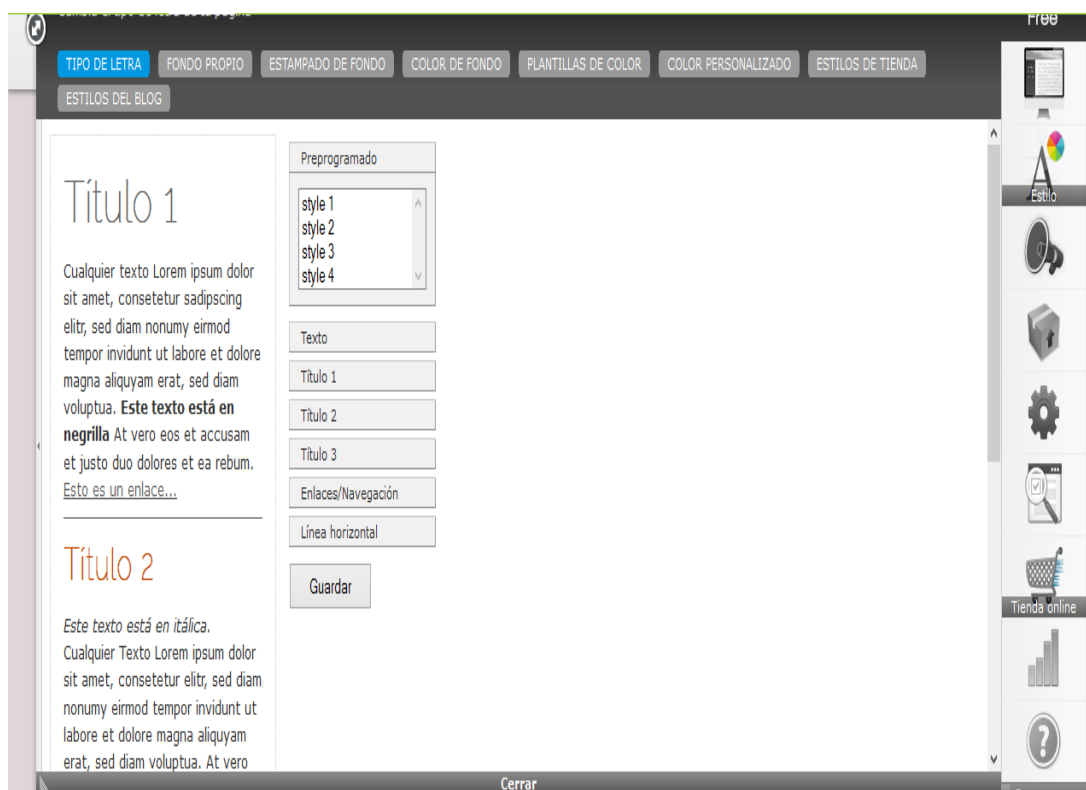 Free
TIPO DE LETRA
FONDO PROPIO
ESTAMPADO DE FONDO
COLOR DE FONDO
PLANTILLAS DE COLOR
COLOR PERSONALIZADO
ESTILOS DE TIENDA
ESTILOS DEL BLOG
Título 1
Cualquier texto Lorem ipsum dolor
sit amet, consetetur sadipscing
elitr, sed diam nonumy eirmod
tempor invidunt ut labore et dolore
magna aliquyam erat, sed diam
voluptua. Este texto está en
negrilla At vero eos et accusam
et justo duo dolores et ea rebum.
Esto es un enlace...
Título 2
Este texto está en itálica.
Cualquier Texto Lorem ipsum dolor
sit amet, consetetur elitr, sed diam
nonumy eirmod tempor invidunt ut
labore et dolore magna aliquyam
erat, sed diam voluptua. At vero
Preprogramado
style 1
style 2
style 3
style 4
Texto
Título 1
Título 2
Título 3
Enlaces/Navegación
Línea horizontal
Guardar
Estilo
Tienda online
Cerrar